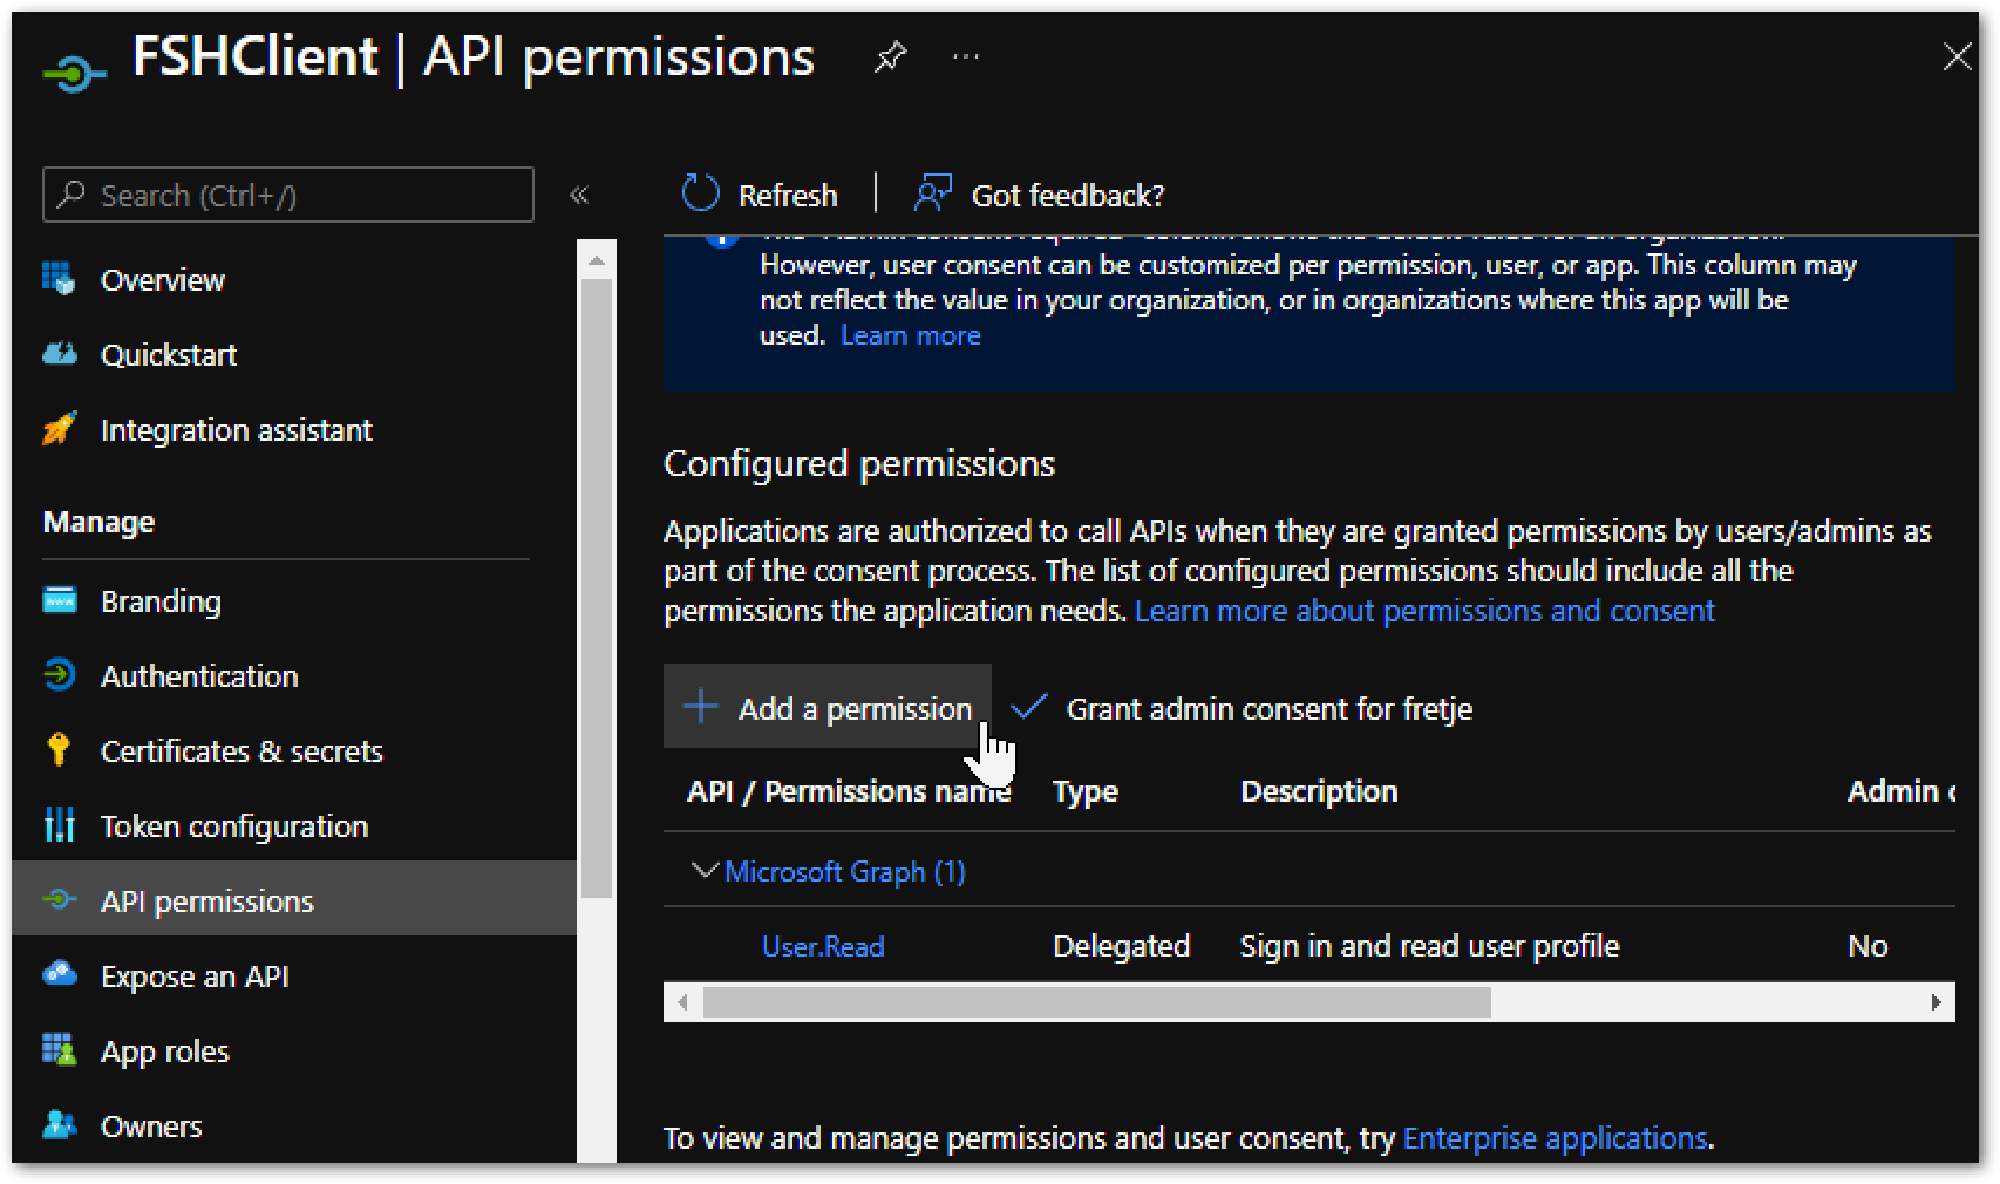 FSHClient | API permissions
Search (Ctrl+/)
Refresh
Got feedback?
Overview
Quickstart
Integration assistant
Manage
Branding
Authentication
Certificates & secrets
Token configuration
API permissions
Expose an API
App roles
Owners
However, user consent can be customized per permission, user, or app. This column may
not reflect the value in your organization, or in organizations where this app will be
used. Learn more
Configured permissions
Applications are authorized to call APIs when they are granted permissions by users/admins as
part of the consent process. The list of configured permissions should include all the
permissions the application needs. Learn more about permissions and consent
Add a permission
Grant admin consent for fretje
API / Permissions name Type Description Admin
Microsoft Graph (1)
User.Read Delegated Sign in and read user profile No
To view and manage permissions and user consent, try Enterprise applications.